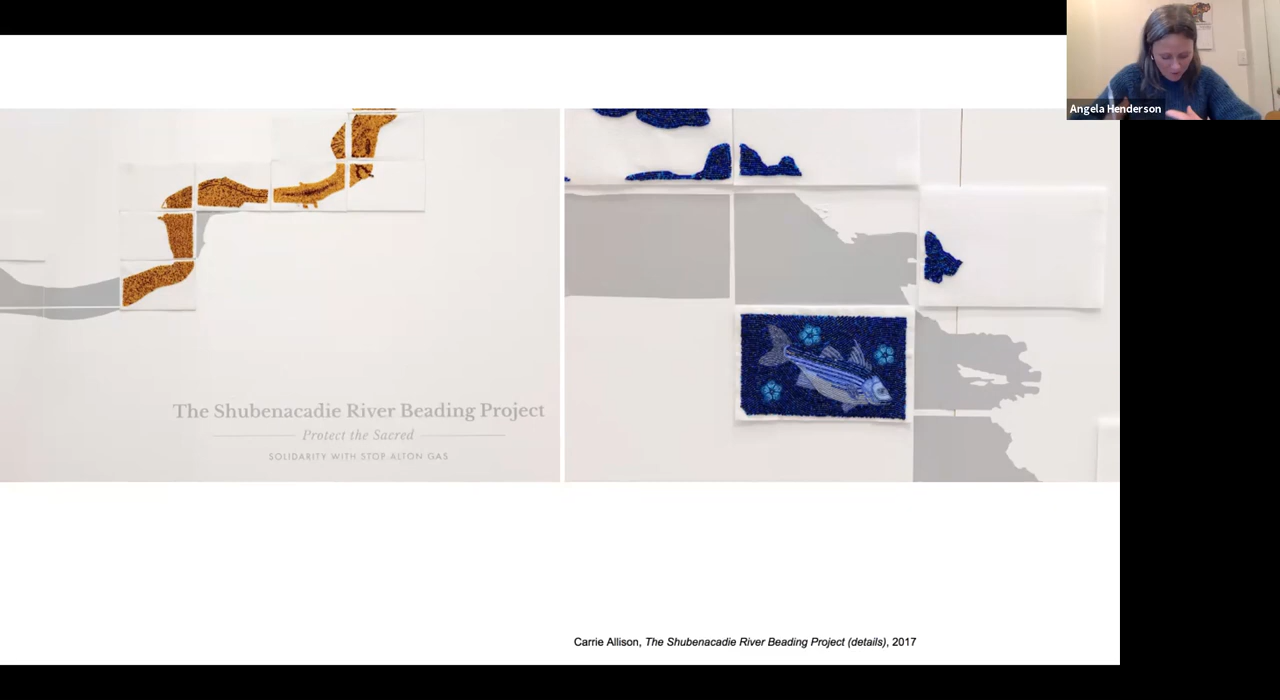 Angela Henderson
The Shubenacadie River Beading Project
Protect the Sacred
SOLIDARITY WITH STOP ALTON GAS
Carrie Allison, The Shubenacadie River Beading Project (details), 2017